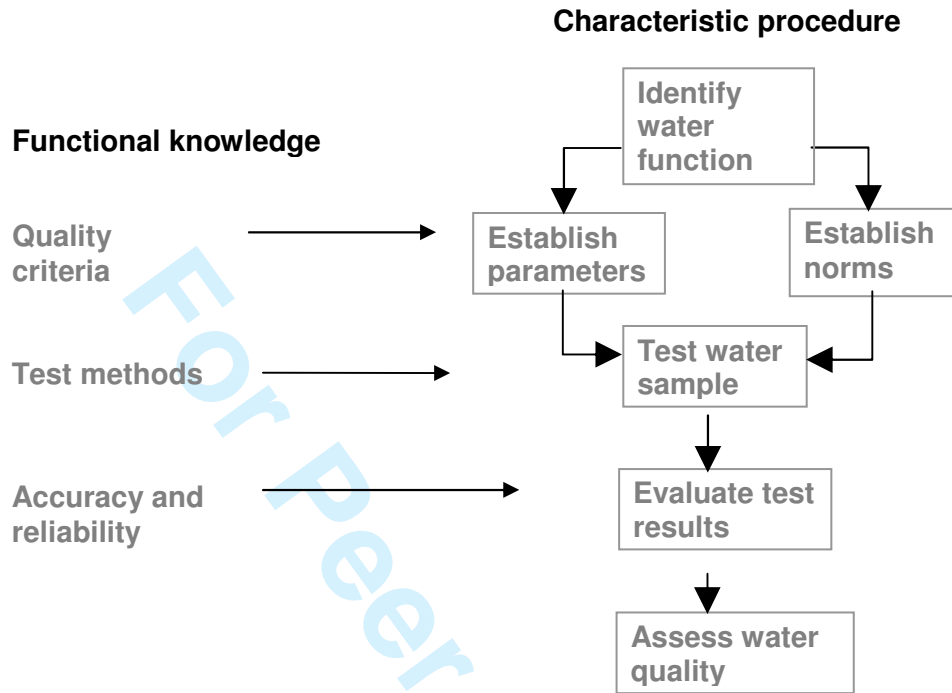 Characteristic procedure
Identify
water
function
Functional knowledge
Quality
criteria
Establish
parameters
Establish
norms
Test methods
Test water
sample
Accuracy and
reliability
Evaluate test
results
Assess water
quality
For Peer